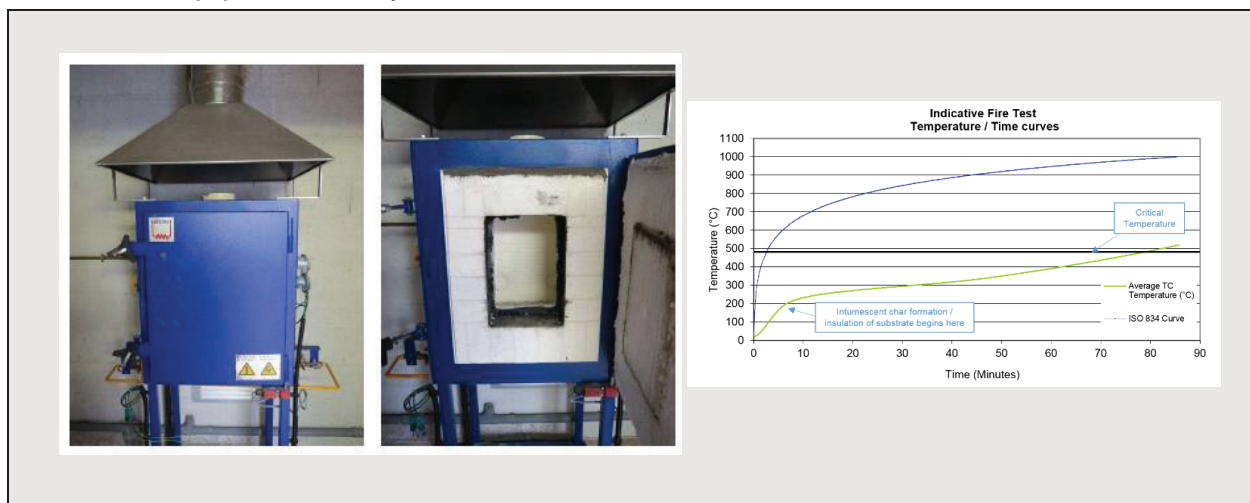 Indicative Fire Test
Temperature / Time curves
1100
1000
900
800
700
600
500
400
300
200
100
0
Temperature (°C)
Critical
Temperature
Intumescent char formation /
insulation of substrate begins here
Average TC
Temperature (°C)
ISO 834 Curve
0 10 20 30 40 50 60 70 80 90
Time (Minutes)